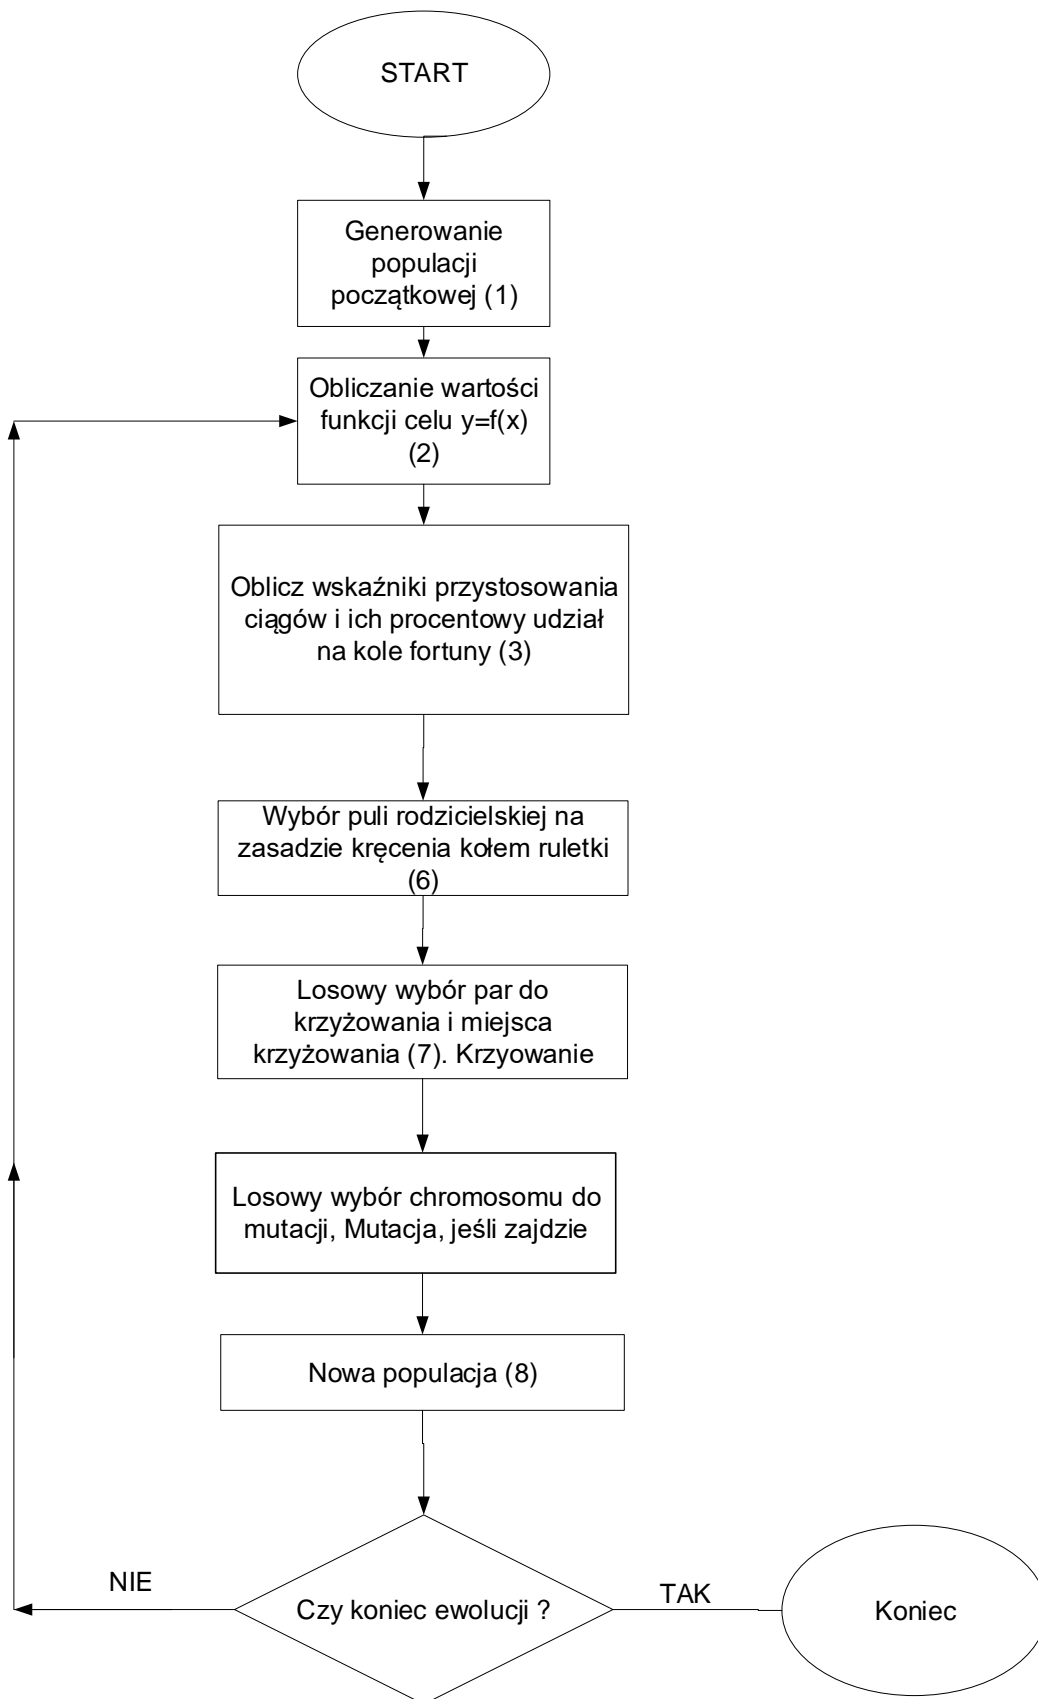 START
Generowanie
populacji
początkowej (1)
Obliczanie wartości
funkcji celu y=f(x)
(2)
Oblicz wskaźniki przystosowania
ciągów i ich procentowy udział
na kole fortuny (3)
Wybór puli rodzicielskiej na
zasadzie kręcenia kołem ruletki
(6)
Losowy wybór par do
krzyżowania i miejsca
krzyżowania (7). Krzyowanie
Losowy wybór chromosomu do
mutacji, Mutacja, jeśli zajdzie
Nowa populacja (8)
NIE
Czy koniec ewolucji ?
TAK
Koniec